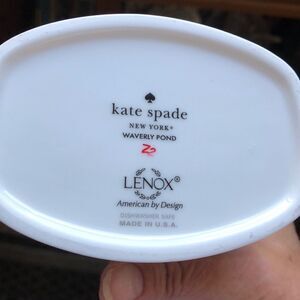 kate spade
NEW YORK
WAVERLY POND
LENOX®
American by Design
DISHWASHER SAFE
MADE IN U.S.A.